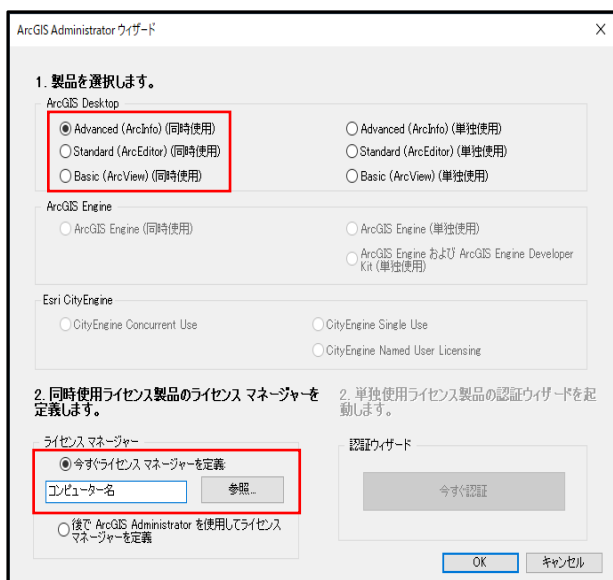 ArcGIS Administrator ウィザード
1. 製品を選択します。
ArcGIS Desktop
Advanced (ArcInfo) (同時使用)
Advanced (ArcInfo) (単独使用)
Standard (ArcEditor) (同時使用)
Standard (ArcEditor) (単独使用)
Basic (ArcView) (同時使用)
Basic (ArcView) (単独使用)
ArcGIS Engine
ArcGIS Engine (同時使用)
ArcGIS Engine (単独使用)
ArcGIS Engine および ArcGIS Engine Developer
Kit (単独使用)
Esri CityEngine
CityEngine Concurrent Use
CityEngine Single Use
CityEngine Named User Licensing
2. 同時使用ライセンス製品のライセンス マネージャーを
定義します。
2. 単独使用ライセンス製品の認証ウィザードを起
動します。
ライセンス マネージャー
今すぐライセンス マネージャーを定義:
コンピューター名
参照...
後で ArcGIS Administrator を使用してライセンス
マネージャーを定義
認証ウィザード
今すぐ認証
OK
キャンセル